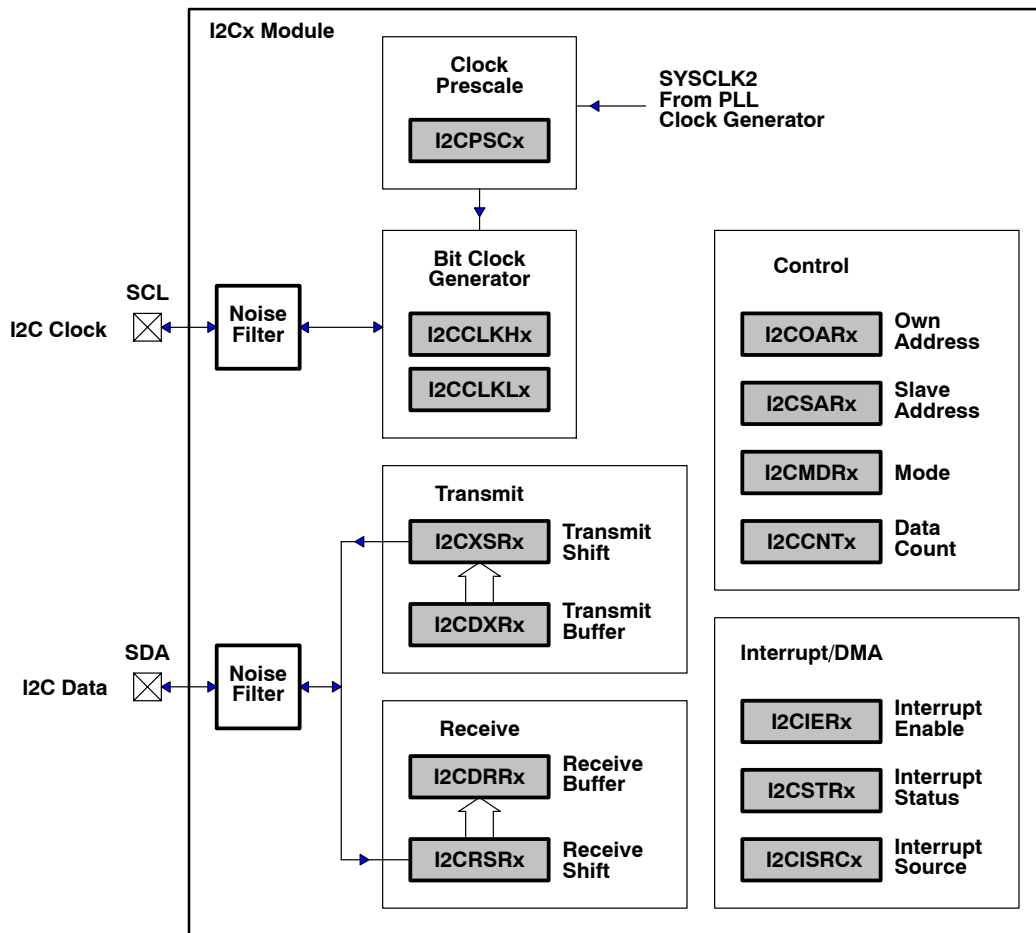 I2Cx Module
Clock
Prescale
I2CPSCx
SYSCLK2
From PLL
Clock Generator
Bit Clock
Generator
I2CCLKHx
I2CCLKLx
SCL
I2C Clock
Noise
Filter
Control
I2COARx
Own
Address
I2CSARx
Slave
Address
I2CMDRx
Mode
I2CCNTx
Data
Count
Transmit
I2CXSRx
Transmit
Shift
I2CDXRx
Transmit
Buffer
SDA
I2C Data
Noise
Filter
Receive
I2CDRRx
Receive
Buffer
I2CRSRx
Receive
Shift
Interrupt/DMA
I2CIERx
Interrupt
Enable
I2CSTRx
Interrupt
Status
I2CISRCx
Interrupt
Source